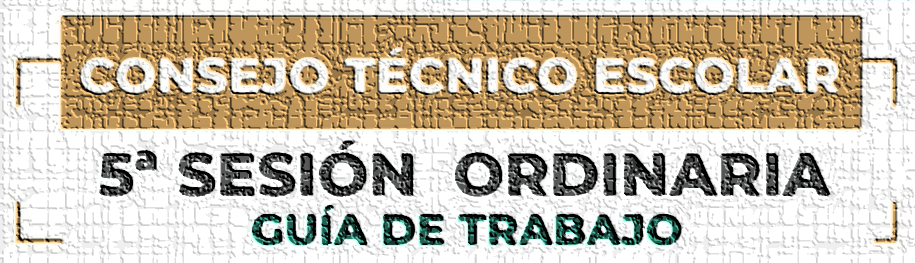 CONSEJO TÉCNICO ESCOLAR
5ª SESIÓN ORDINARIA
GUÍA DE TRABAJO